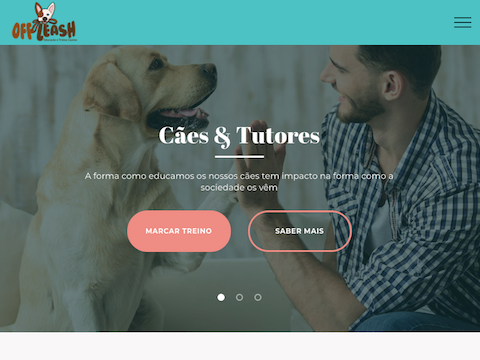 OFF LEASH
Cães & Tutores
A forma como educamos os nossos cães tem impacto na forma como a
sociedade os vêm
MARCAR TREINO
SABER MAIS